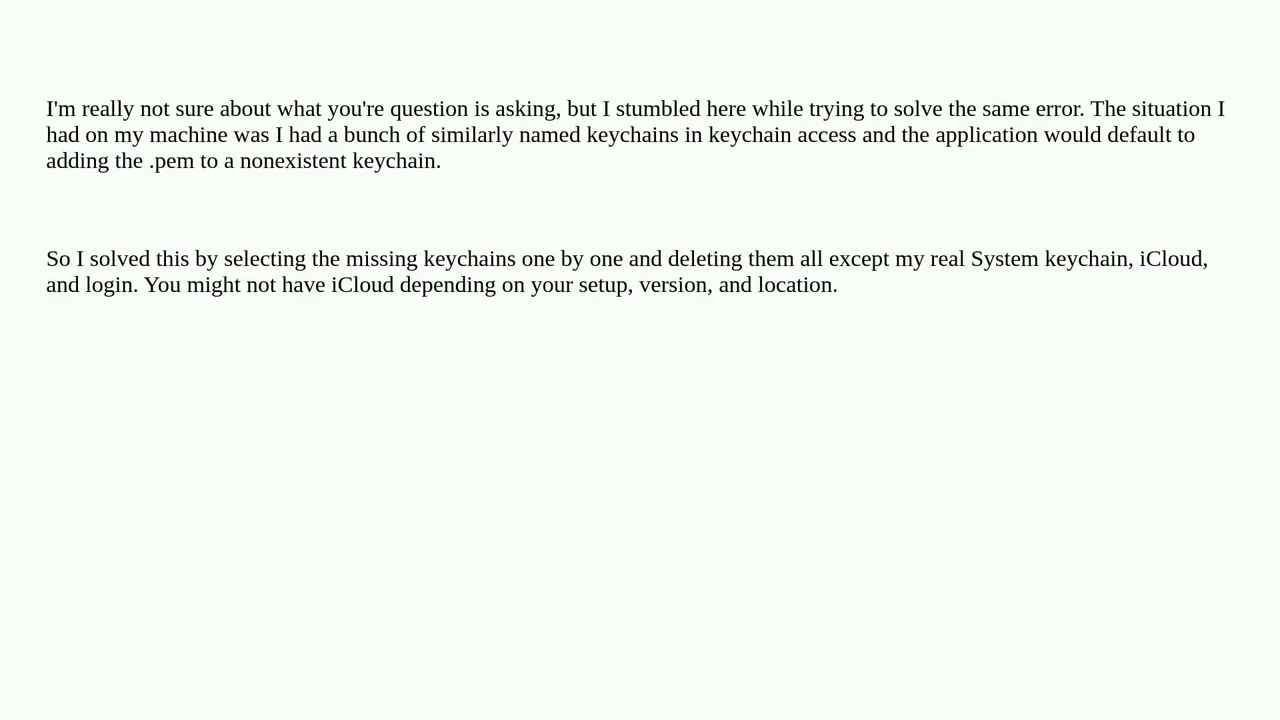 I'm really not sure about what you're question is asking, but I stumbled here while trying to solve the same error. The situation I
had on my machine was I had a bunch of similarly named keychains in keychain access and the application would default to
adding the .pem to a nonexistent keychain.
So I solved this by selecting the missing keychains one by one and deleting them all except my real System keychain, iCloud,
and login. You might not have iCloud depending on your setup, version, and location.